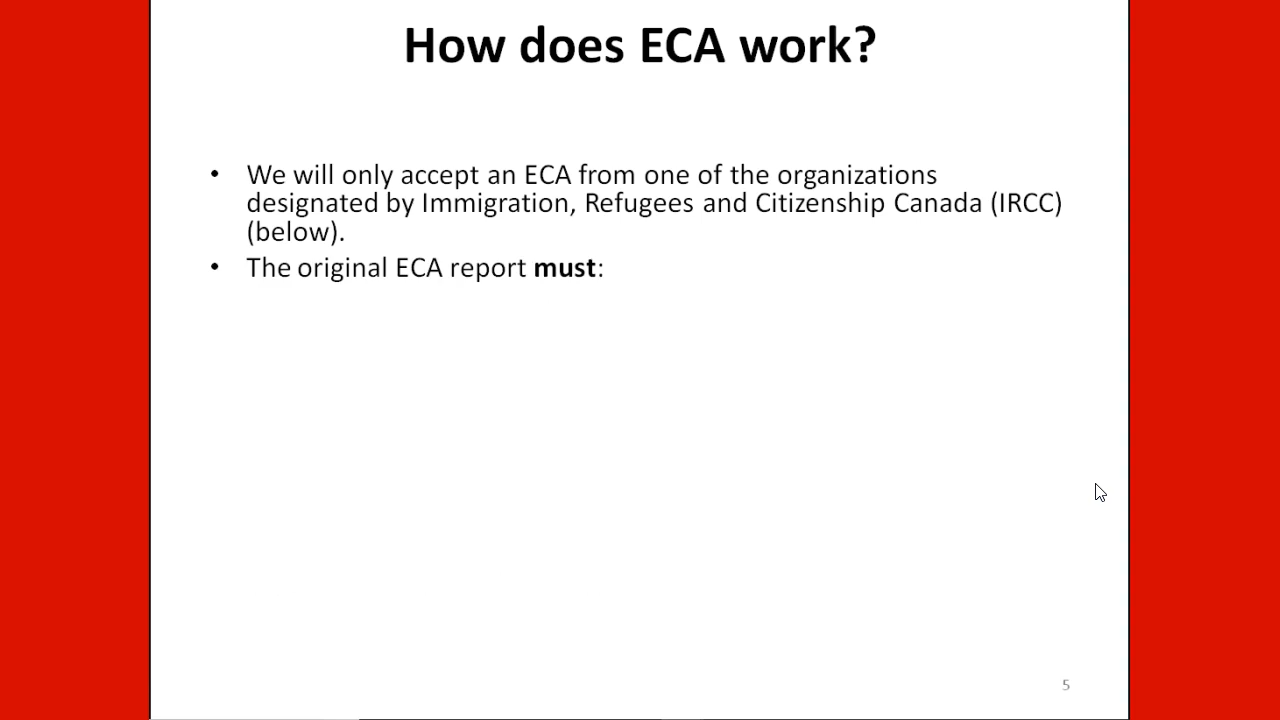 How does ECA work?
• We will only accept an ECA from one of the organizations
designated by Immigration, Refugees and Citizenship Canada (IRCC)
(below).
• The original ECA report must:
5